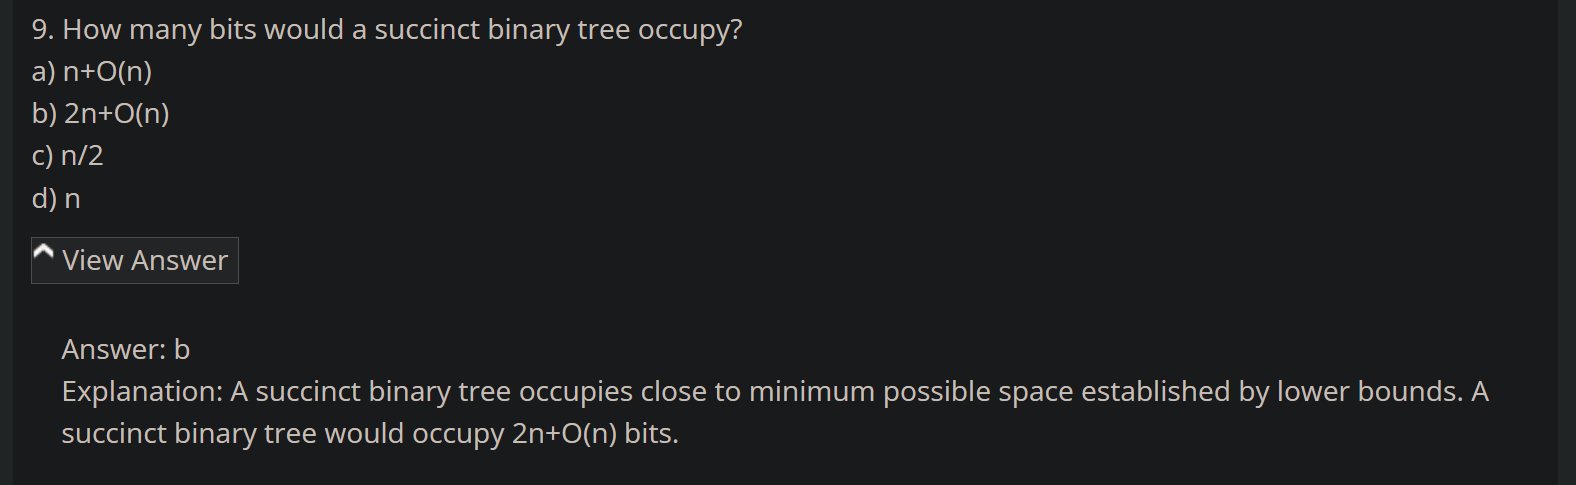 9. How many bits would a succinct binary tree occupy?
a) n+O(n)
b) 2n+O(n)
c) n/2
d) n
View Answer
Answer: b
Explanation: A succinct binary tree occupies close to minimum possible space established by lower bounds. A
succinct binary tree would occupy 2n+O(n) bits.